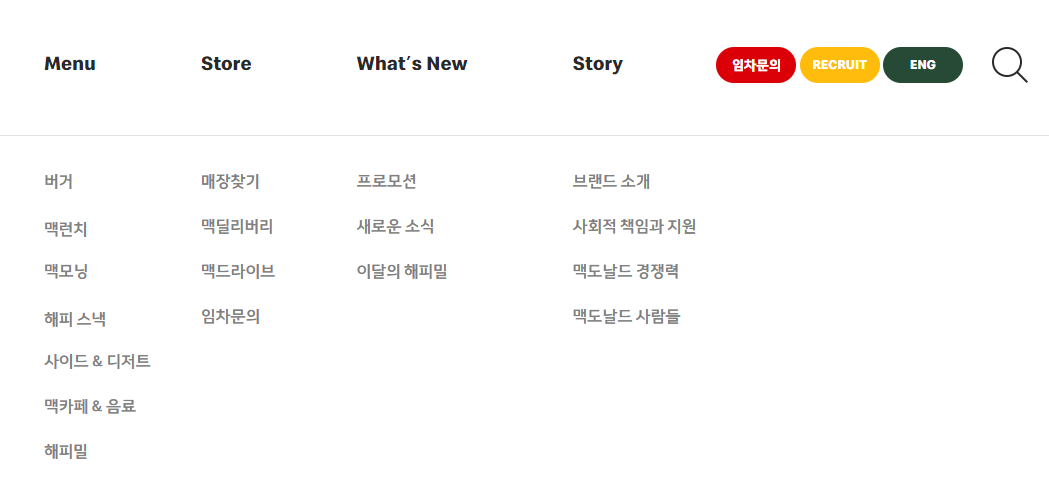 Menu
Store
What's New
Story
임차문의
RECRUIT
ENG
버거
맥런치
맥모닝
해피 스낵
사이드 & 디저트
맥카페 & 음료
해피밀
매장찾기
맥딜리버리
맥드라이브
임차문의
프로모션
새로운 소식
이달의 해피밀
브랜드 소개
사회적 책임과 지원
맥도날드 경쟁력
맥도날드 사람들